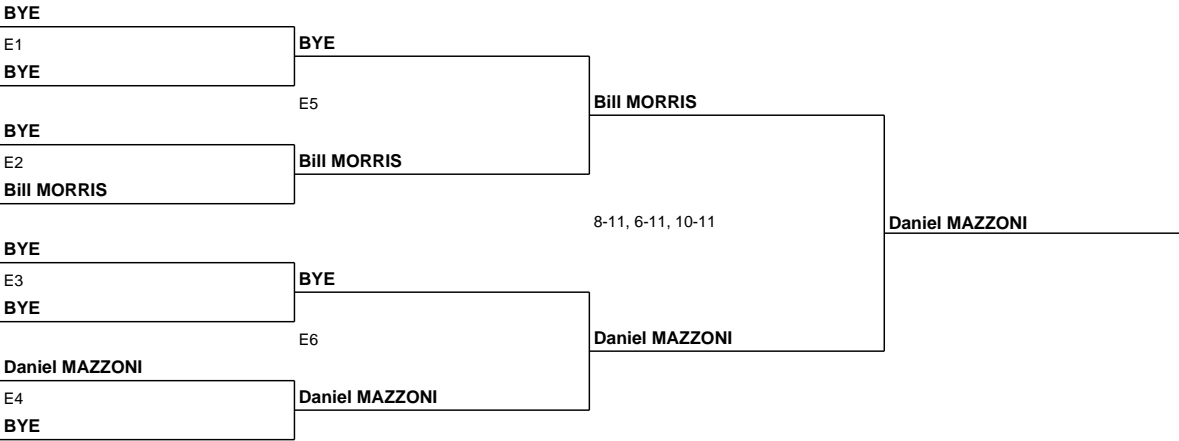 BYE
E1
BYE
BYE
E5
Bill MORRIS
BYE
E2
Bill MORRIS
Bill MORRIS
8-11, 6-11, 10-11
Daniel MAZZONI
BYE
E3
BYE
BYE
E6
Daniel MAZZONI
Daniel MAZZONI
E4
Daniel MAZZONI
BYE